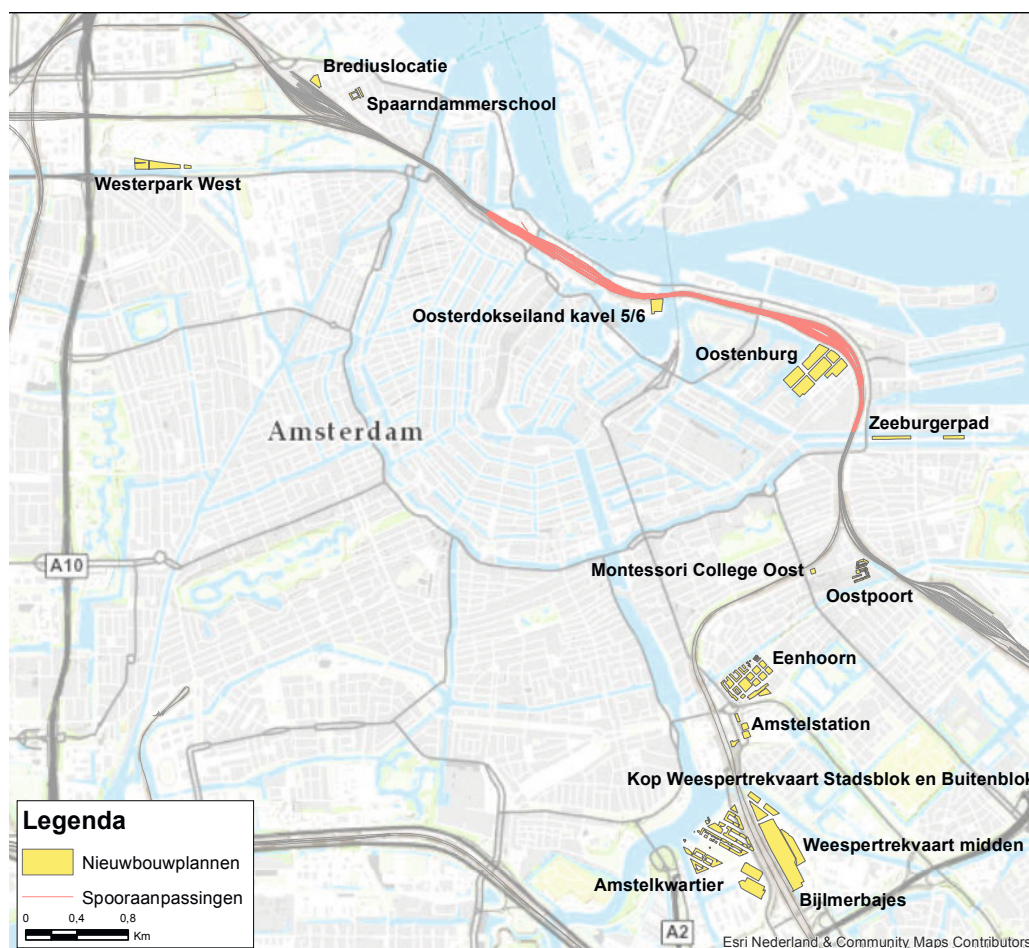 Brediuslocatie
Spaarndammerschool
Westerpark West
Oosterdokseiland kavel 5/6
Oostenburg
Zeeburgerpad
Amsterdam
A10
Montessori College Oost
Oostpoort
Eenhoorn
Amstelstation
Kop Weespertrekvaart Stadsblok en Buitenblok
Weespertrekvaart midden
Amstelkwartier
Bijlmerbajes
A2
Legenda
Nieuwbouwplannen
Spooraanpassingen
0 0,4 0,8
Km
Esri Nederland & Community Maps Contributors